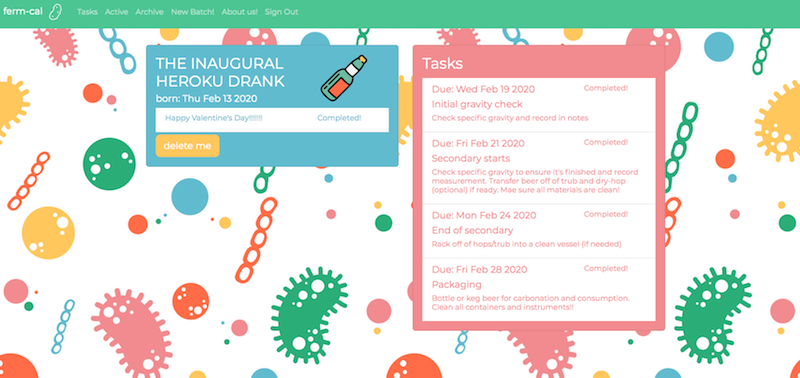 ferm-cal Tasks Active Archive New Batch! About us! Sign Out
THE INAUGURAL
HEROKU DRANK
born: Thu Feb 13 2020
Happy Valentine's Day!!!!!!! Completed!
delete me
Tasks
Due: Wed Feb 19 2020 Completed!
Initial gravity check
Check specific gravity and record in notes
Due: Fri Feb 21 2020 Completed!
Secondary starts
Check specific gravity to ensure it's finished and record
measurement. Transfer beer off of trub and dry-hop
(optional) if ready. Mae sure all materials are clean!
Due: Mon Feb 24 2020 Completed!
End of secondary
Rack off of hops/trub into a clean vessel (if needed)
Due: Fri Feb 28 2020 Completed!
Packaging
Bottle or keg beer for carbonation and consumption.
Clean all containers and instruments!!